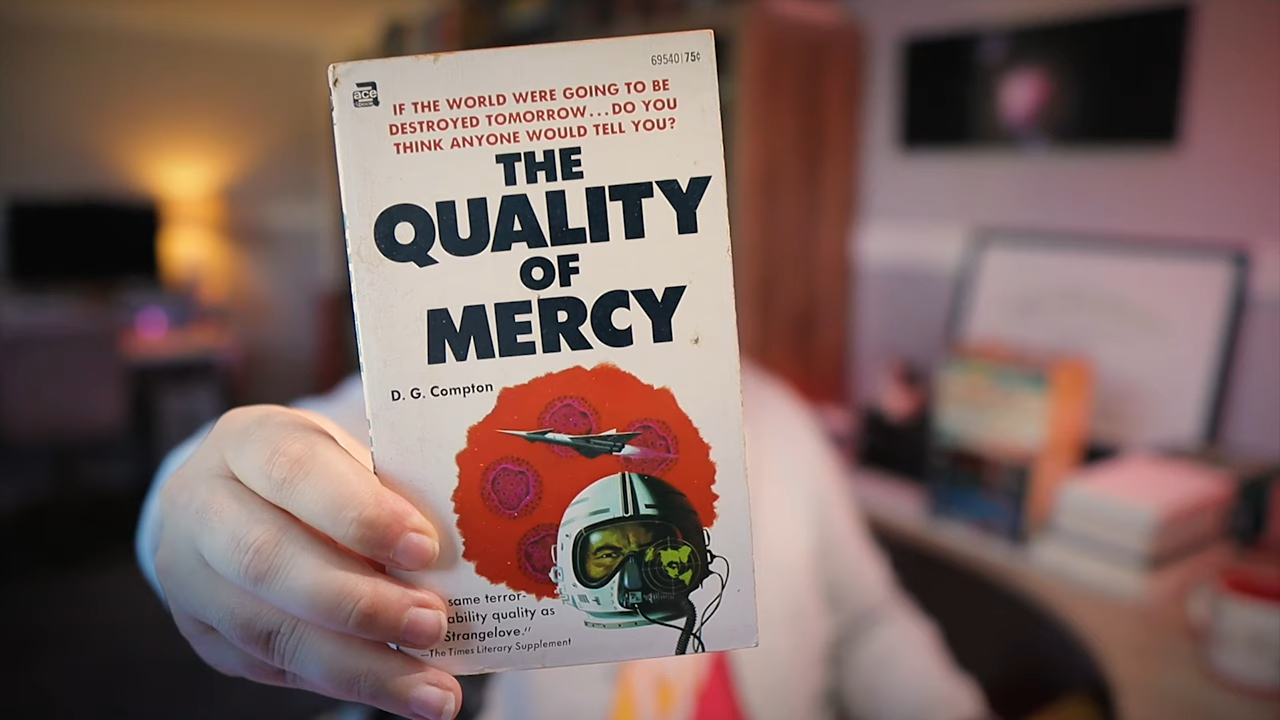 69540 | 75¢
ace
IF THE WORLD WERE GOING TO BE
DESTROYED TOMORROW...DO YOU
THINK ANYONE WOULD TELL YOU?
THE
QUALITY
OF
MERCY
D. G. Compton
same terror-
ability quality as
Strangelove."
—The Times Literary Supplement